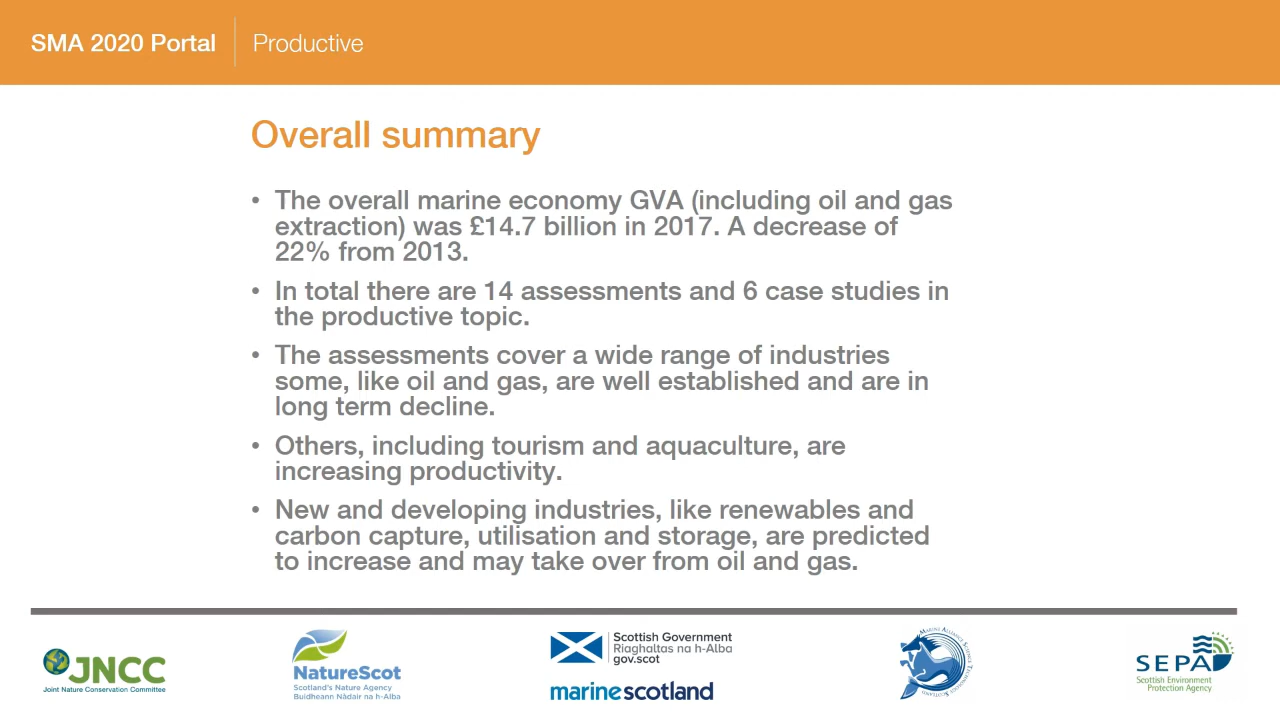 SMA 2020 Portal
Productive
Overall summary
• The overall marine economy GVA (including oil and gas
extraction) was £14.7 billion in 2017. A decrease of
22% from 2013.
• In total there are 14 assessments and 6 case studies in
the productive topic.
• The assessments cover a wide range of industries
some, like oil and gas, are well established and are in
long term decline.
• Others, including tourism and aquaculture, are
increasing productivity.
• New and developing industries, like renewables and
carbon capture, utilisation and storage, are predicted
to increase and may take over from oil and gas.
JNCC
Joint Nature Conservation Committee
NatureScot
Scotland's Nature Agency
Buidheann Nàdair na h-Alba
Scottish Government
Riaghaltas na h-Alba
gov.scot
marinescotland
Marine Alliance Science Technology Scotland
SEPA
Scottish Environment
Protection Agency